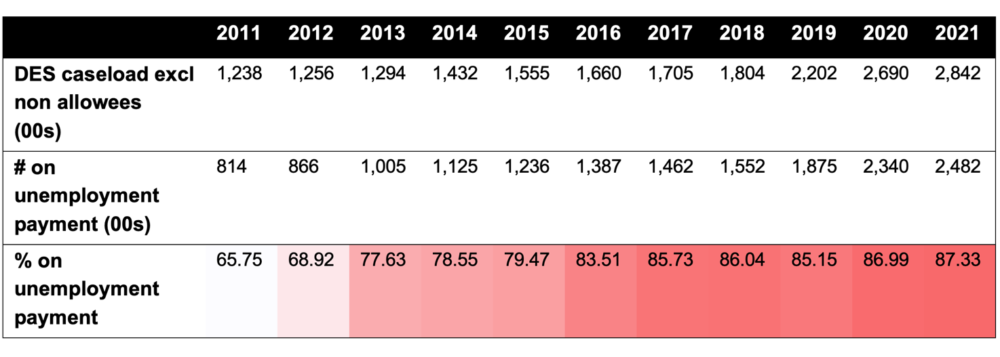 2011 2012 2013 2014 2015 2016 2017 2018 2019 2020 2021
DES caseload excl 1,238 1,256 1,294 1,432 1,555 1,660 1,705 1,804 2,202 2,690 2,842
non allowees
(00s)
# on 814 866 1,005 1,125 1,236 1,387 1,462 1,552 1,875 2,340 2,482
unemployment
payment (00s)
% on 65.75 68.92 77.63 78.55 79.47 83.51 85.73 86.04 85.15 86.99 87.33
unemployment
payment